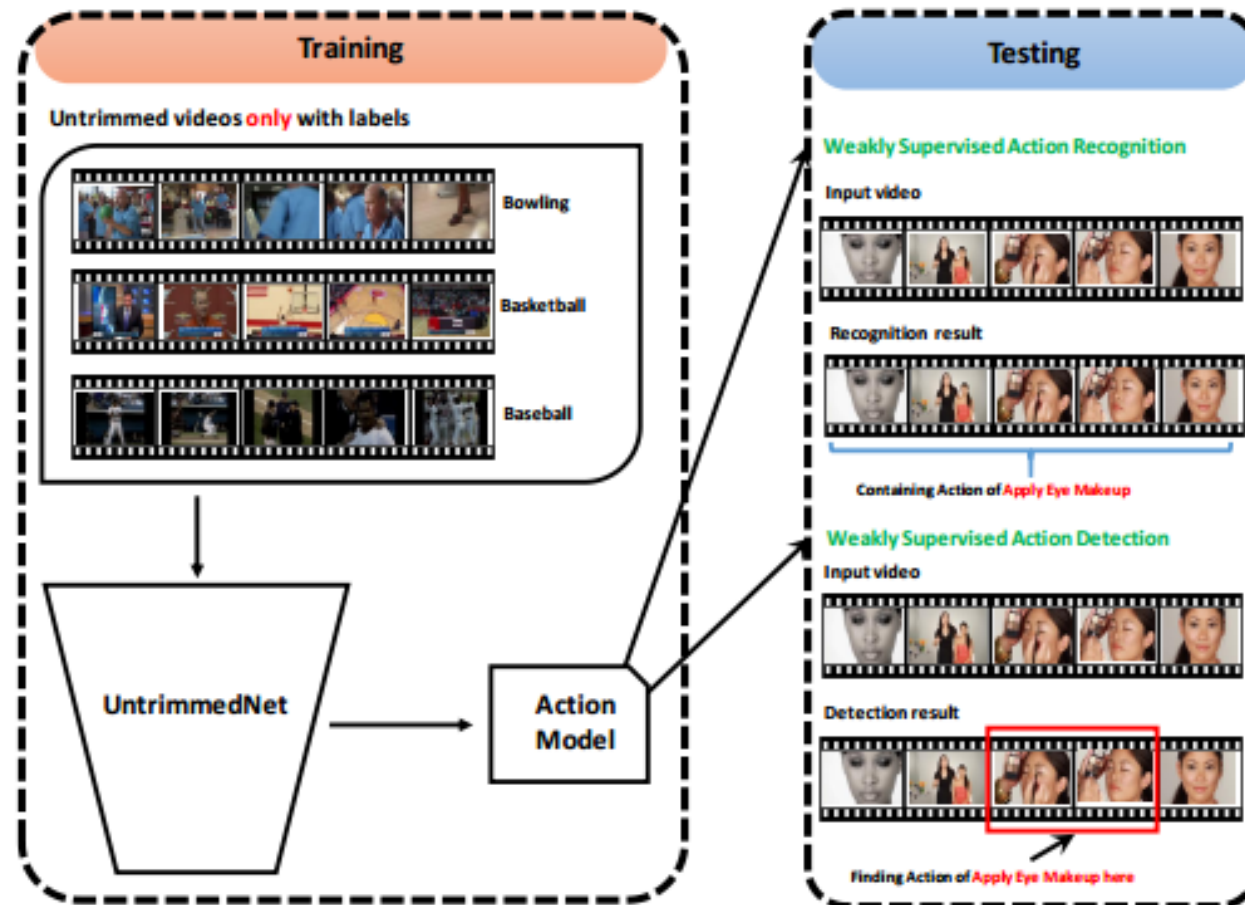 Training
Untrimmed videos only with labels
Bowling
Basketball
Baseball
UntrimmedNet
Action
Model
Testing
Weakly Supervised Action Recognition
Input video
Recognition result
Containing Action of Apply Eye Makeup
Weakly Supervised Action Detection
Input video
Detection result
Finding Action of Apply Eye Makeup here